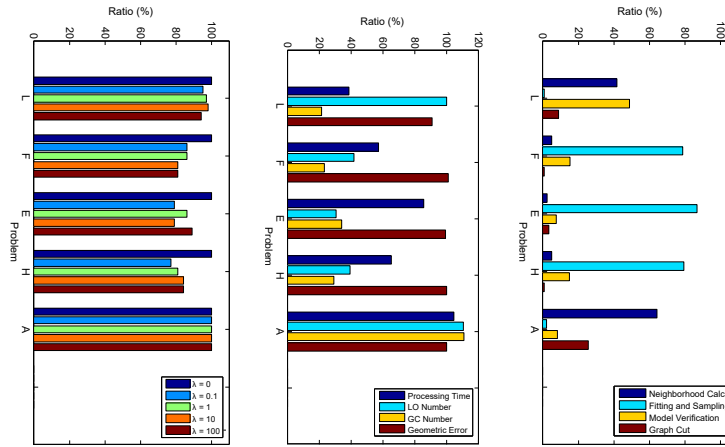 Ratio (%)
0
20
40
60
80
100
L
F
E
H
A
Problem
λ = 0
λ = 0.1
λ = 1
λ = 10
λ = 100
Ratio (%)
0
20
40
60
80
100
120
L
F
E
H
A
Problem
Processing Time
LO Number
GC Number
Geometric Error
Ratio (%)
0
20
40
60
80
100
L
F
E
H
A
Problem
Neighborhood Calc
Fitting and Samplin
Model Verification
Graph Cut